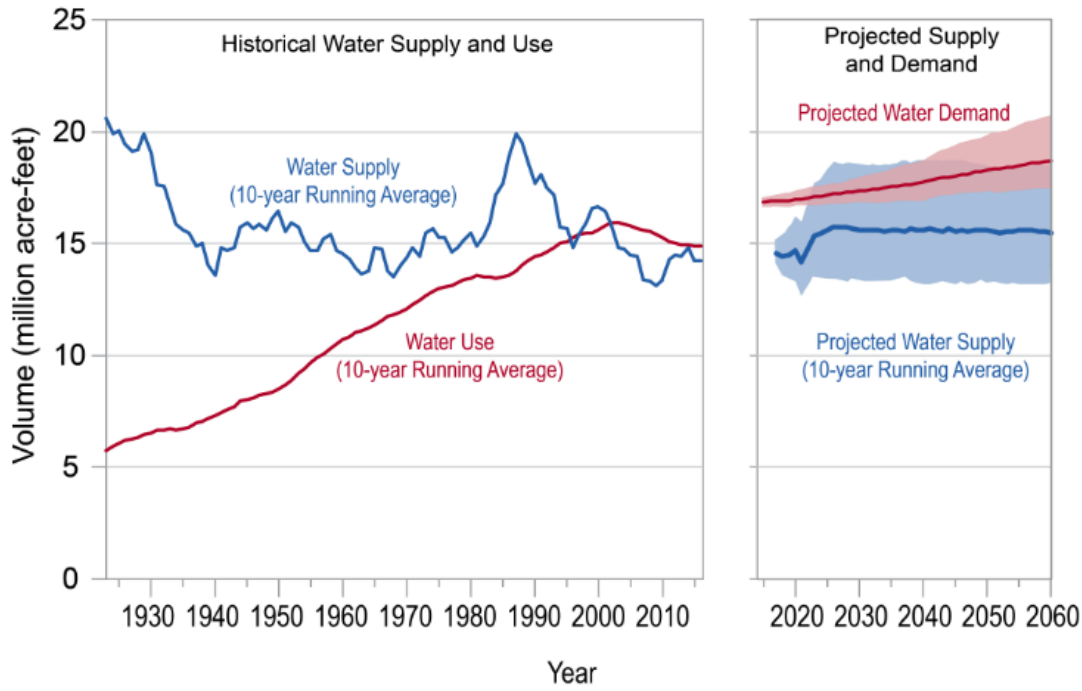 Historical Water Supply and Use
Projected Supply
and Demand
Projected Water Demand
Water Supply
(10-year Running Average)
Water Use
(10-year Running Average)
Projected Water Supply
(10-year Running Average)
Volume (million acre-feet)
25
20
15
10
5
0
1930 1940 1950 1960 1970 1980 1990 2000 2010
2020 2030 2040 2050 2060
Year